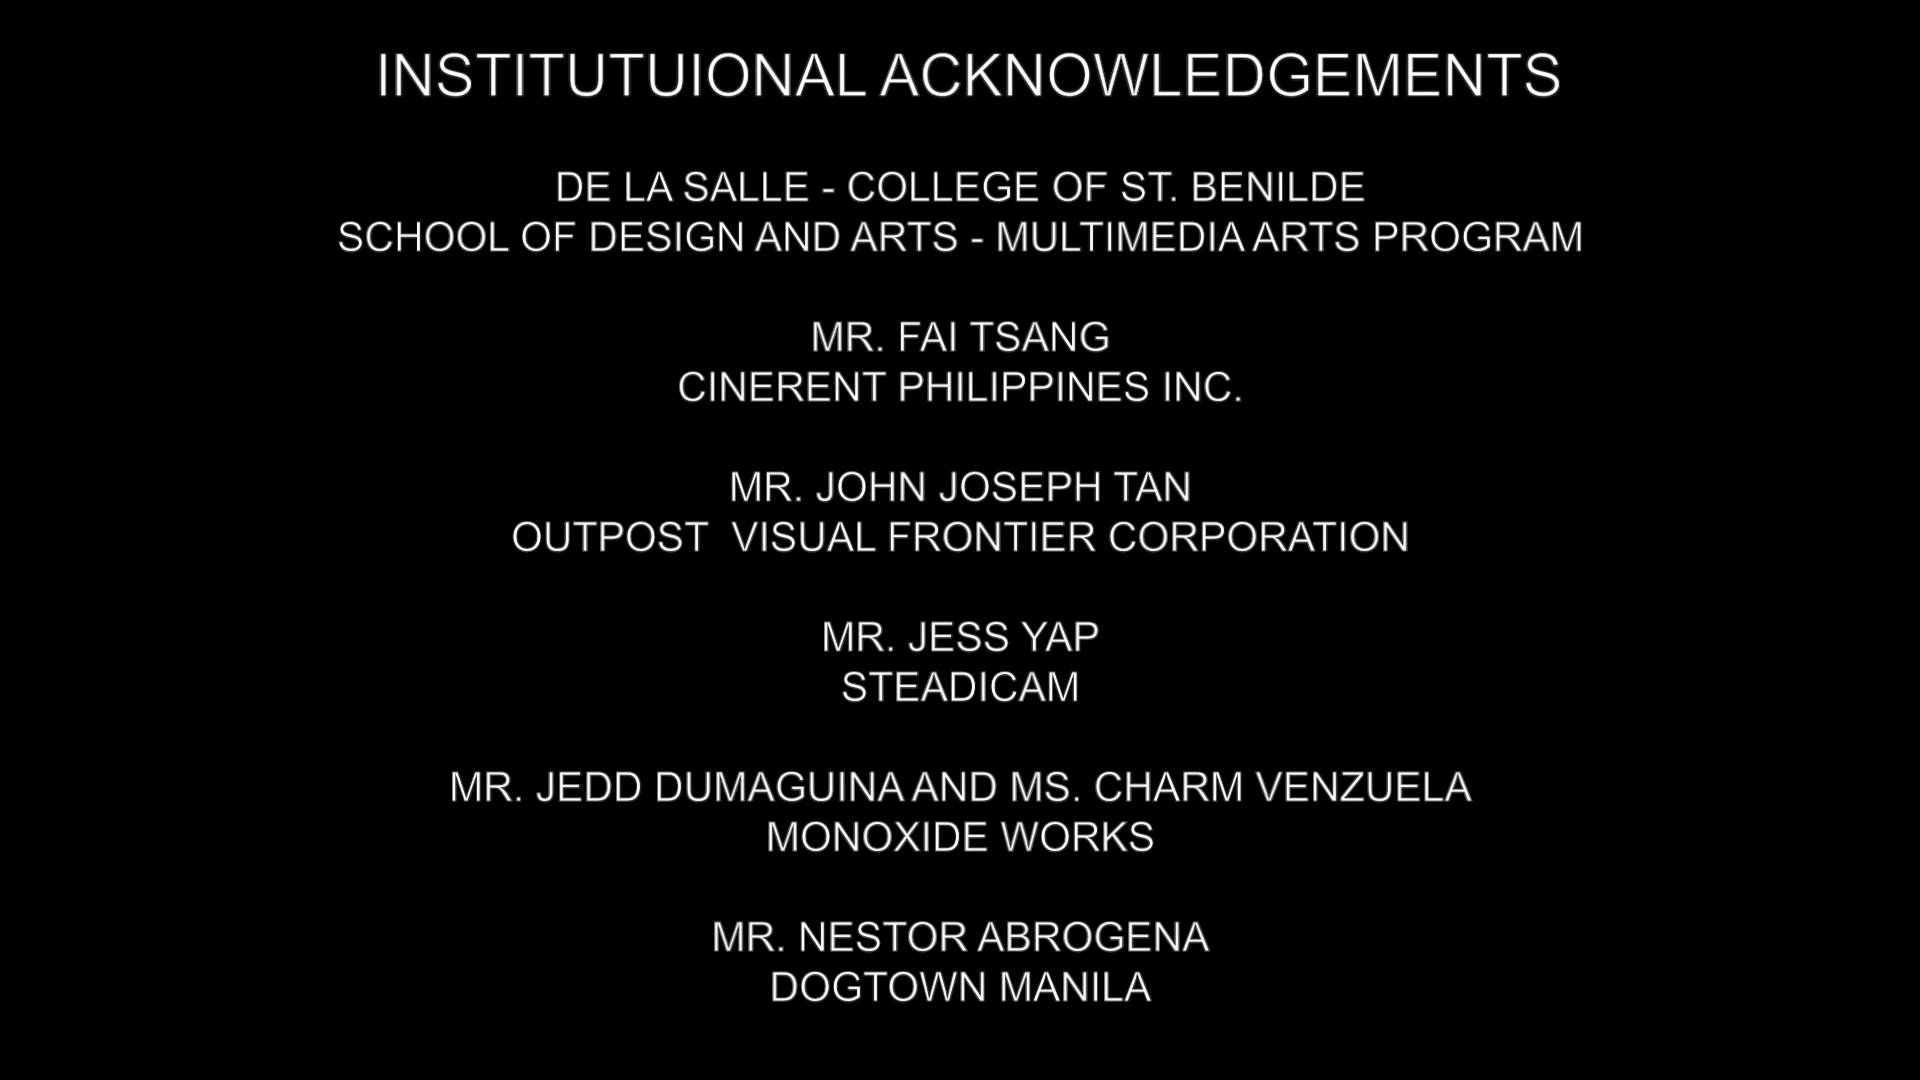 INSTITUTUIONAL ACKNOWLEDGEMENTS
DE LA SALLE - COLLEGE OF ST. BENILDE
SCHOOL OF DESIGN AND ARTS - MULTIMEDIA ARTS PROGRAM
MR. FAI TSANG
CINERENT PHILIPPINES INC.
MR. JOHN JOSEPH TAN
OUTPOST  VISUAL FRONTIER CORPORATION
MR. JESS YAP
STEADICAM
MR. JEDD DUMAGUINA AND MS. CHARM VENZUELA
MONOXIDE WORKS
MR. NESTOR ABROGENA
DOGTOWN MANILA